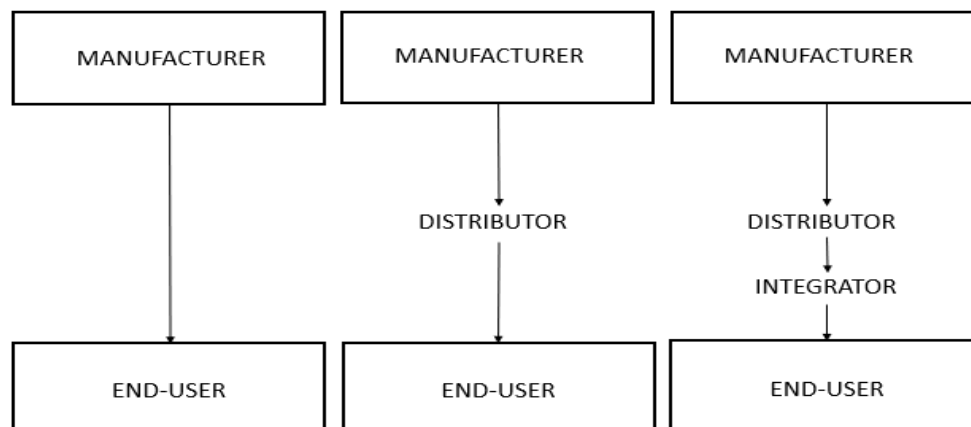 MANUFACTURER
MANUFACTURER
MANUFACTURER
DISTRIBUTOR
DISTRIBUTOR
INTEGRATOR
END-USER
END-USER
END-USER